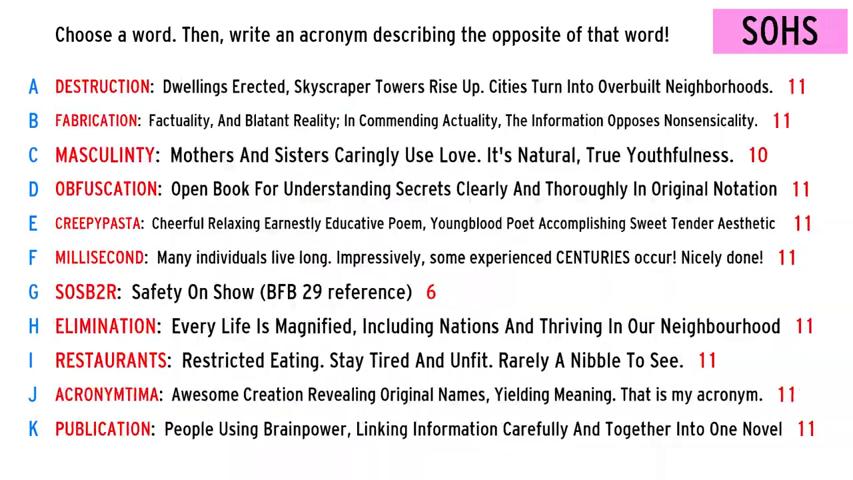 Choose a word. Then, write an acronym describing the opposite of that word! SOHS
A DESTRUCTION: Dwellings Erected, Skyscraper Towers Rise Up. Cities Turn Into Overbuilt Neighborhoods. 11
B FABRICATION: Factuality, And Blatant Reality; In Commending Actuality, The Information Opposes Nonsensicality. 11
C MASCULINTY: Mothers And Sisters Caringly Use Love. It's Natural, True Youthfulness. 10
D OBFUSCATION: Open Book For Understanding Secrets Clearly And Thoroughly In Original Notation 11
E CREEPYPASTA: Cheerful Relaxing Earnestly Educative Poem, Youngblood Poet Accomplishing Sweet Tender Aesthetic 11
F MILLISECOND: Many individuals live long. Impressively, some experienced CENTURIES occur! Nicely done! 11
G SOSB2R: Safety On Show (BFB 29 reference) 6
H ELIMINATION: Every Life Is Magnified, Including Nations And Thriving In Our Neighbourhood 11
I RESTAURANTS: Restricted Eating. Stay Tired And Unfit. Rarely A Nibble To See. 11
J ACRONYMTIMA: Awesome Creation Revealing Original Names, Yielding Meaning. That is my acronym. 11
K PUBLICATION: People Using Brainpower, Linking Information Carefully And Together Into One Novel 11